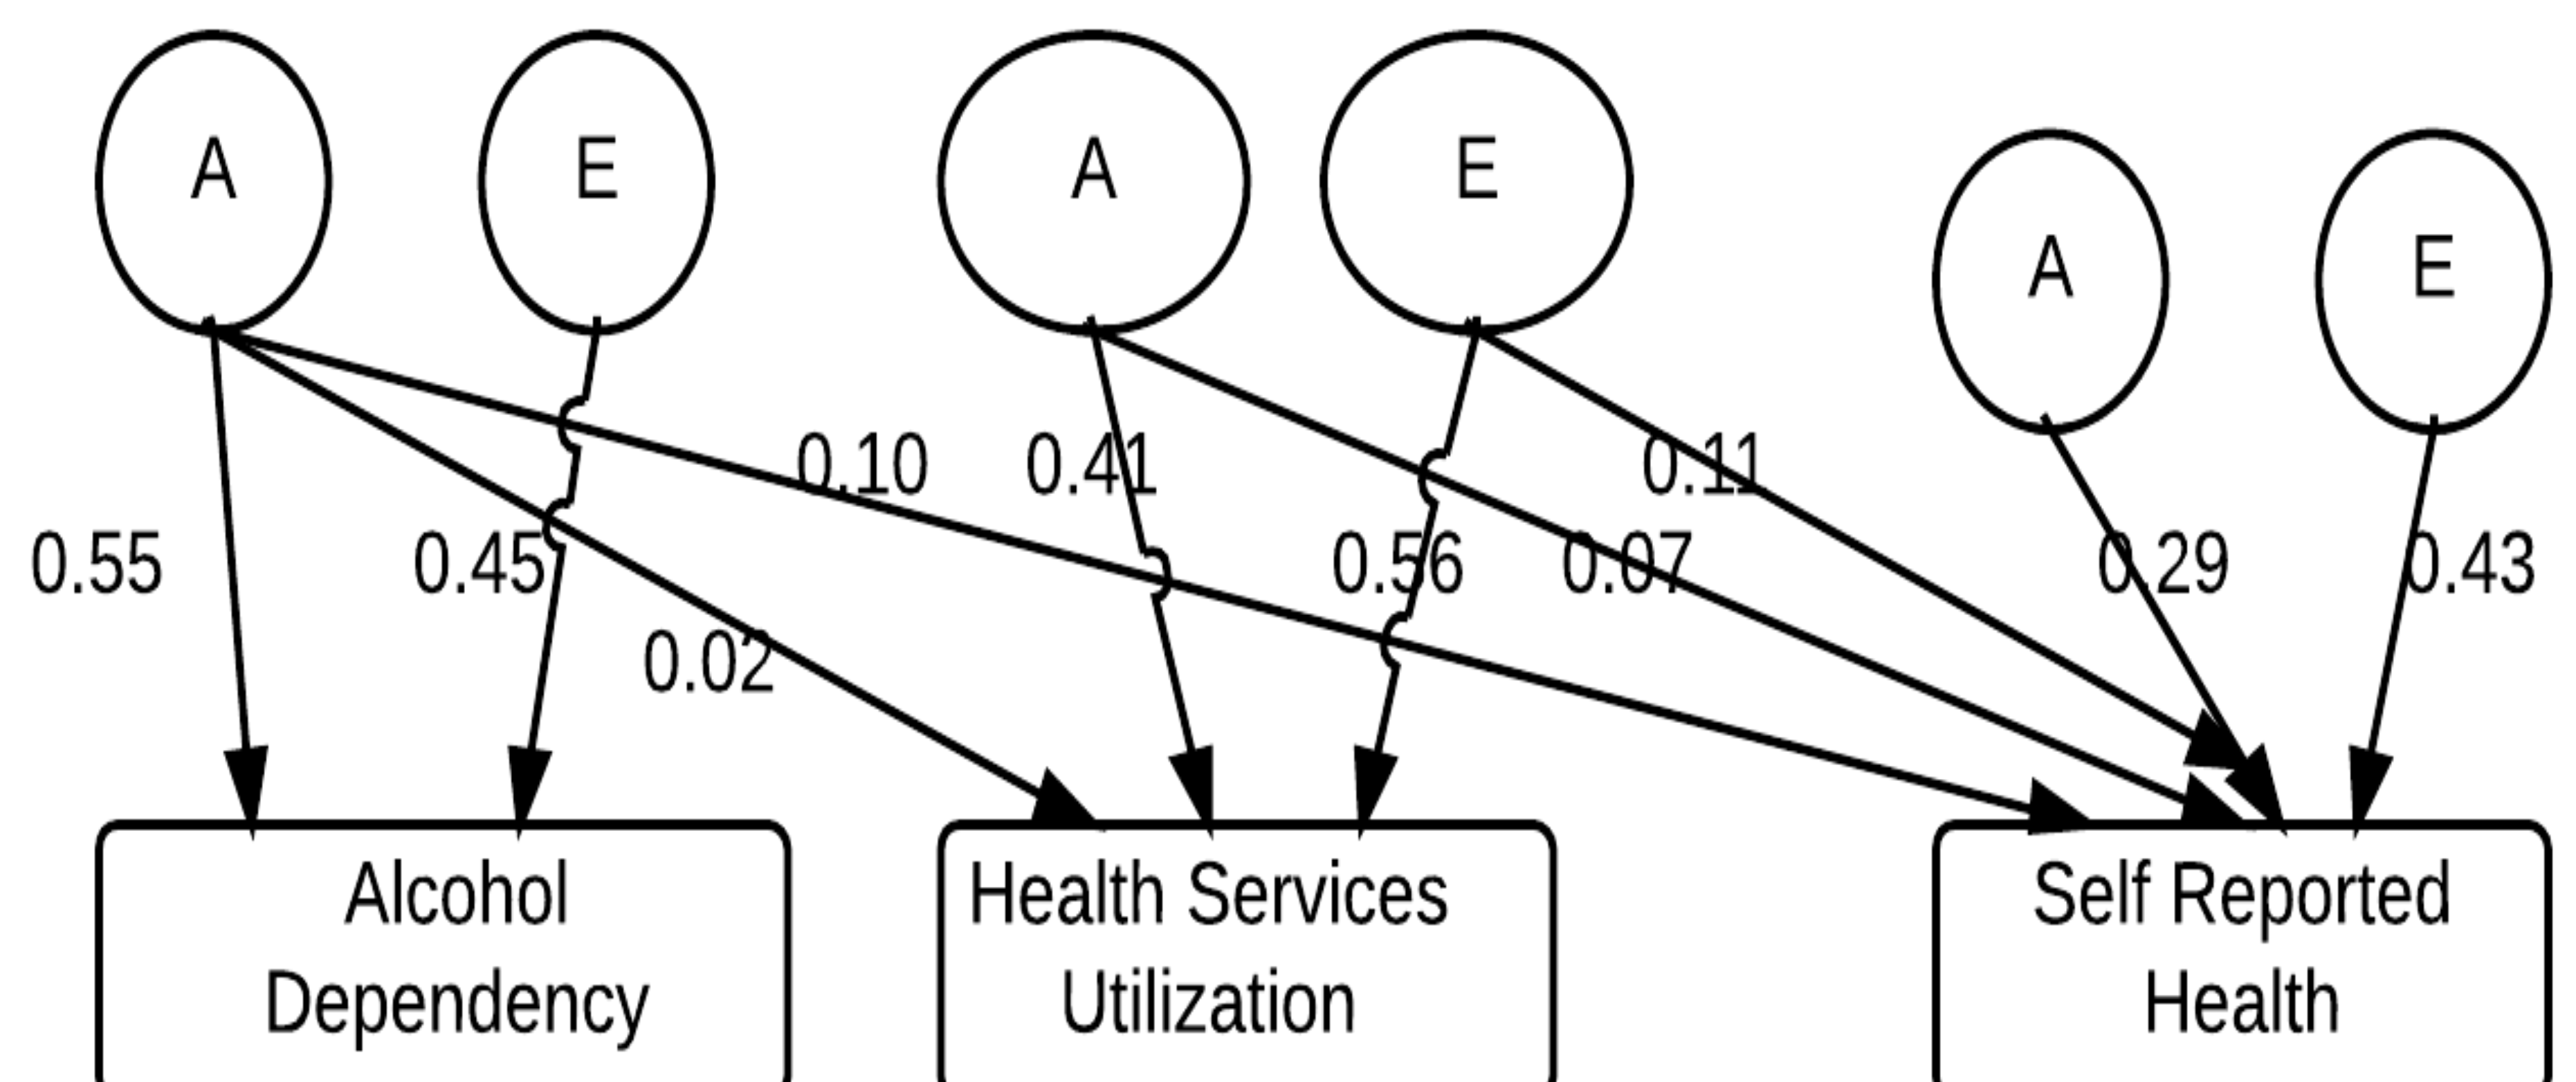 A
E
A
E
A
E
0.10
0.41
0.11
0.55
0.45
0.56
0.07
0.29
0.43
0.02
Alcohol
Dependency
Health Services
Utilization
Self Reported
Health